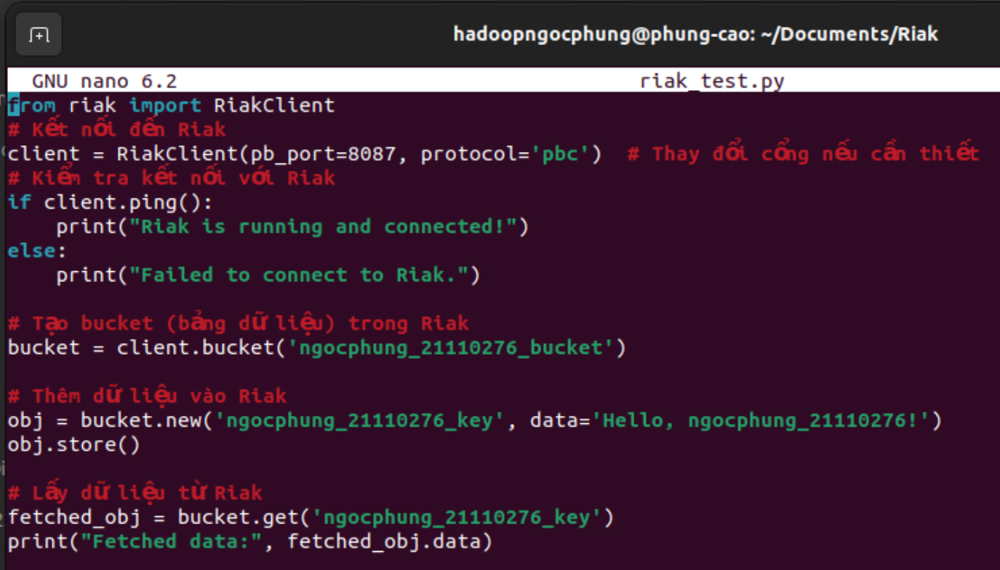 hadoopngocphung@phung-cao: ~/Documents/Riak
GNU nano 6.2 riak_test.py
from riak import RiakClient
# Kết nối đến Riak
client = RiakClient(pb_port=8087, protocol='pbc')  # Thay đổi cổng nếu cần thiết
# Kiểm tra kết nối với Riak
if client.ping():
    print("Riak is running and connected!")
else:
    print("Failed to connect to Riak.")

# Tạo bucket (bảng dữ liệu) trong Riak
bucket = client.bucket('ngocphung_21110276_bucket')

# Thêm dữ liệu vào Riak
obj = bucket.new('ngocphung_21110276_key', data='Hello, ngocphung_21110276!')
obj.store()

# Lấy dữ liệu từ Riak
fetched_obj = bucket.get('ngocphung_21110276_key')
print("Fetched data:", fetched_obj.data)